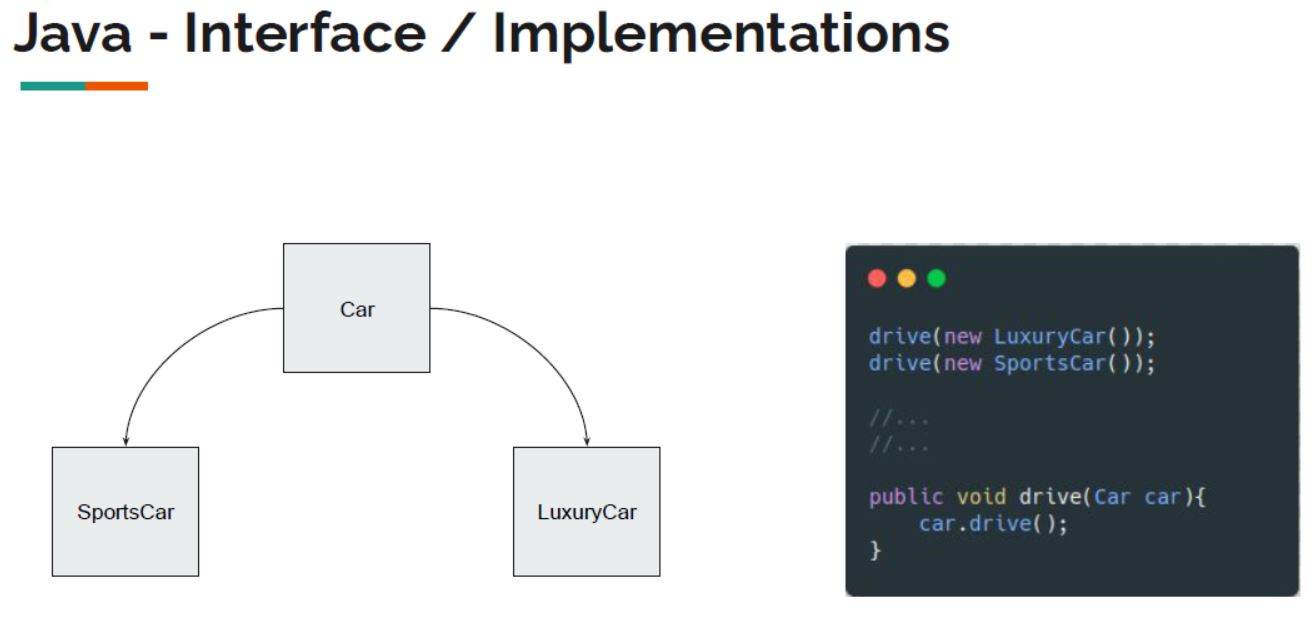 Java - Interface / Implementations
Car
SportsCar
LuxuryCar
drive(new LuxuryCar());
drive(new SportsCar());
//...
//...
public void drive(Car car){
    car.drive();
}